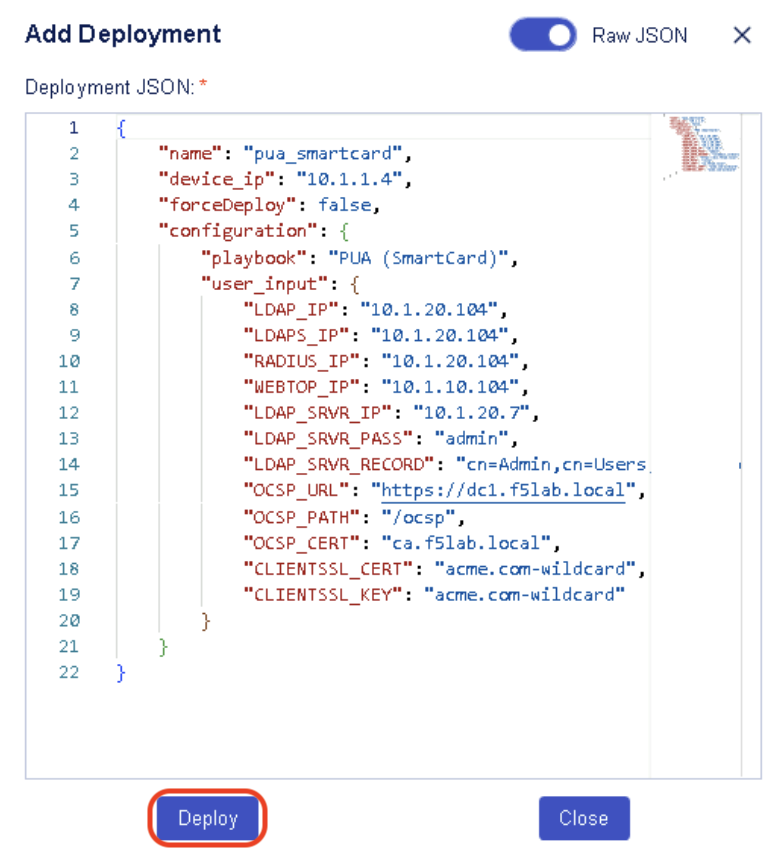 Add Deployment
Raw JSON
Deployment JSON: *
1 {
2 "name": "pua_smartcard",
3 "device_ip": "10.1.1.4",
4 "forceDeploy": false,
5 "configuration": {
6 "playbook": "PUA (SmartCard)",
7 "user_input": {
8 "LDAP_IP": "10.1.20.104",
9 "LDAPS_IP": "10.1.20.104",
10 "RADIUS_IP": "10.1.20.104",
11 "WEBTOP_IP": "10.1.10.104",
12 "LDAP_SRVR_IP": "10.1.20.7",
13 "LDAP_SRVR_PASS": "admin",
14 "LDAP_SRVR_RECORD": "cn=Admin,cn=Users,
15 "OCSP_URL": "https://dc1.f5lab.local",
16 "OCSP_PATH": "/ocsp",
17 "OCSP_CERT": "ca.f5lab.local",
18 "CLIENTSSL_CERT": "acme.com-wildcard",
19 "CLIENTSSL_KEY": "acme.com-wildcard"
20 }
21 }
22 }
Deploy
Close